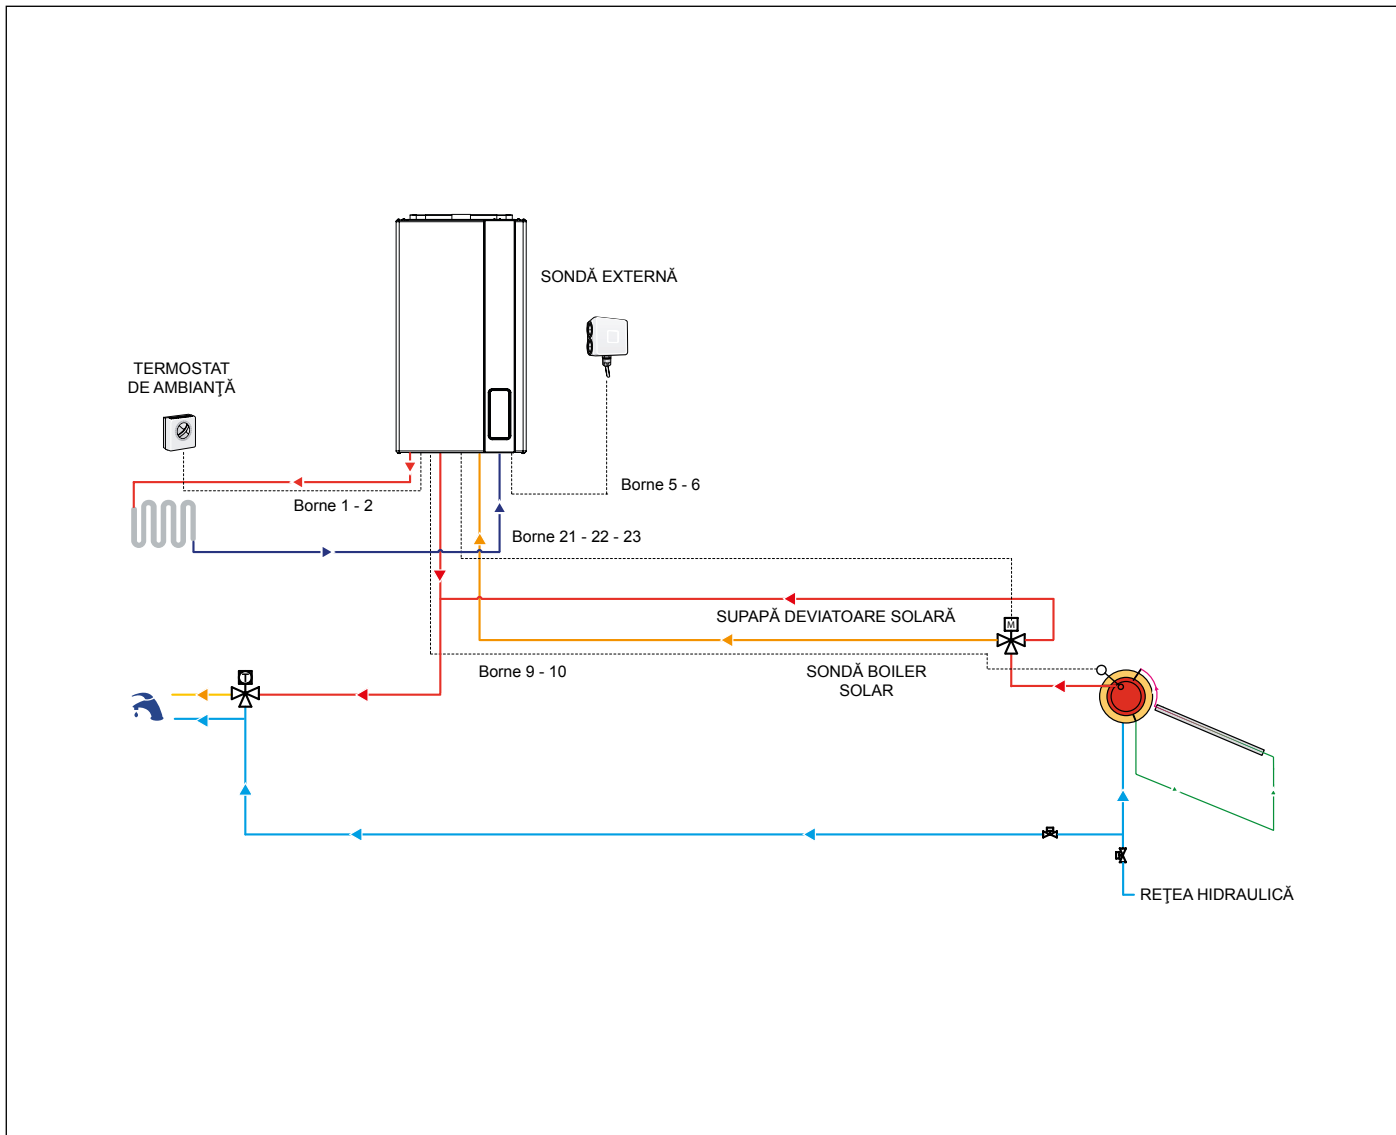 SONDĂ EXTERNĂ
TERMOSTAT
DE AMBIANŢĂ
Borne 5 - 6
Borne 1 - 2
Borne 21 - 22 - 23
SUPAPĂ DEVIATOARE SOLARĂ
M
Borne 9 - 10
SONDĂ BOILER
SOLAR
T
REŢEA HIDRAULICĂ